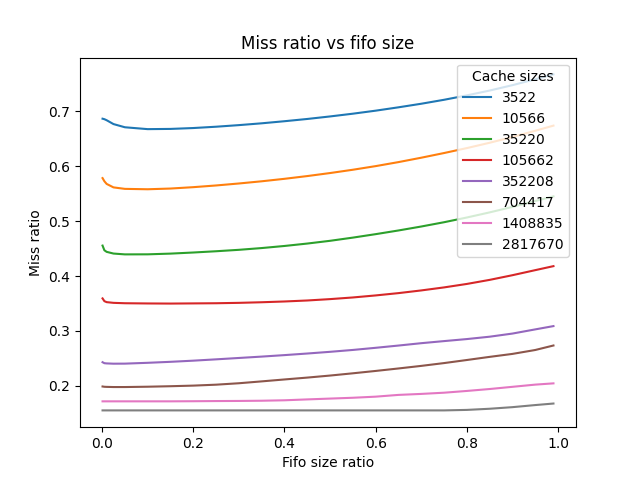 Miss ratio vs fifo size
Cache sizes
3522
10566
35220
105662
352208
704417
1408835
2817670
0.7
0.6
0.5
0.4
0.3
0.2
Miss ratio
0.0 0.2 0.4 0.6 0.8 1.0
Fifo size ratio